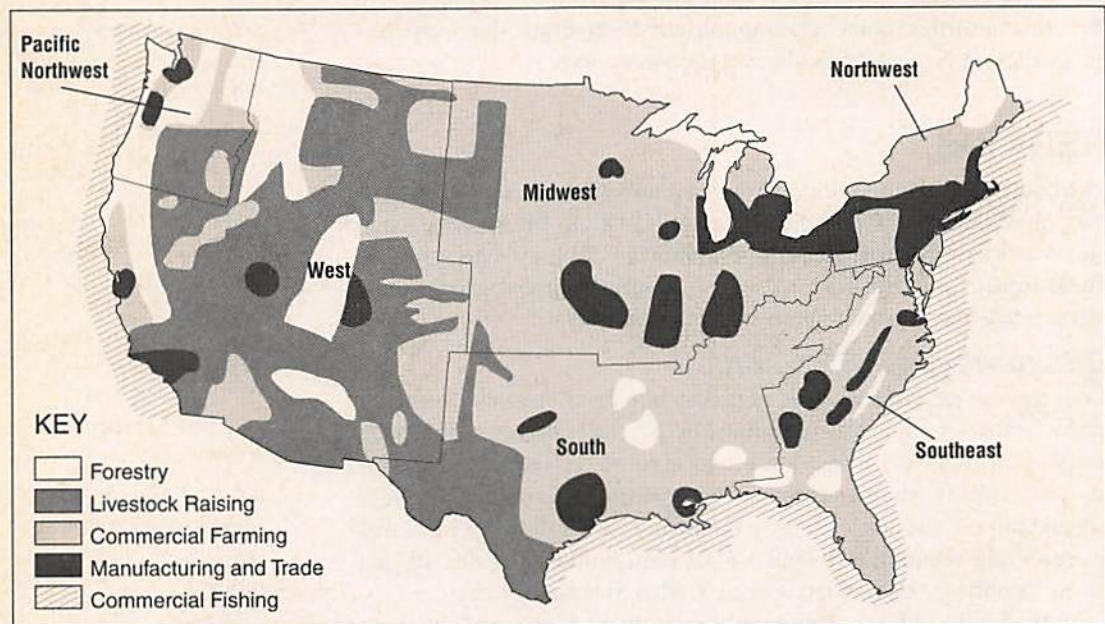 Pacific
Northwest
Northwest
Midwest
West
South
Southeast
KEY
Forestry
Livestock Raising
Commercial Farming
Manufacturing and Trade
Commercial Fishing